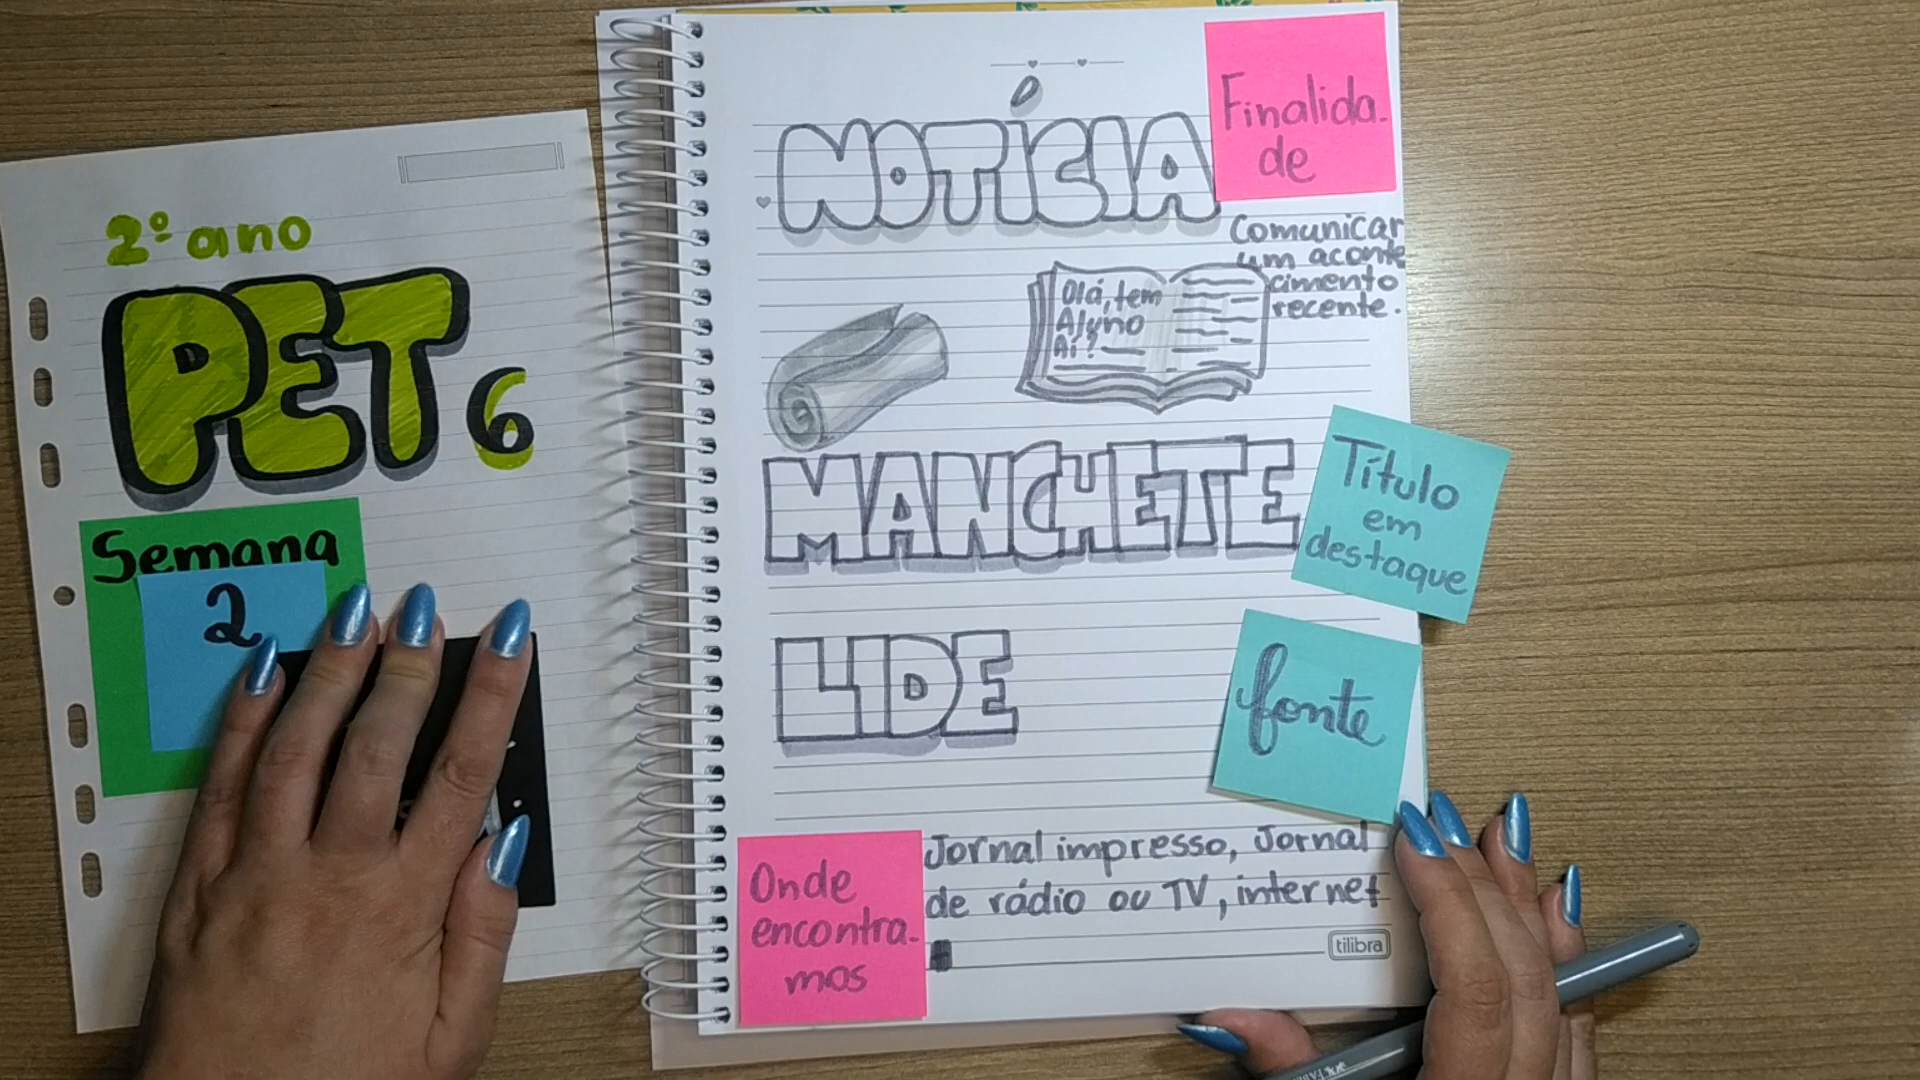 2º ano
PET 6
Semana
2
NOTÍCIA
Finalida-
de
Comunicar
um aconte
cimento
recente.
Olá, tem
Aluno
Aí?
MANCHETE
Título
em
destaque
LIDE
fonte
Onde
encontra-
mos
Jornal impresso, Jornal
de rádio ou TV, internet
tilibra